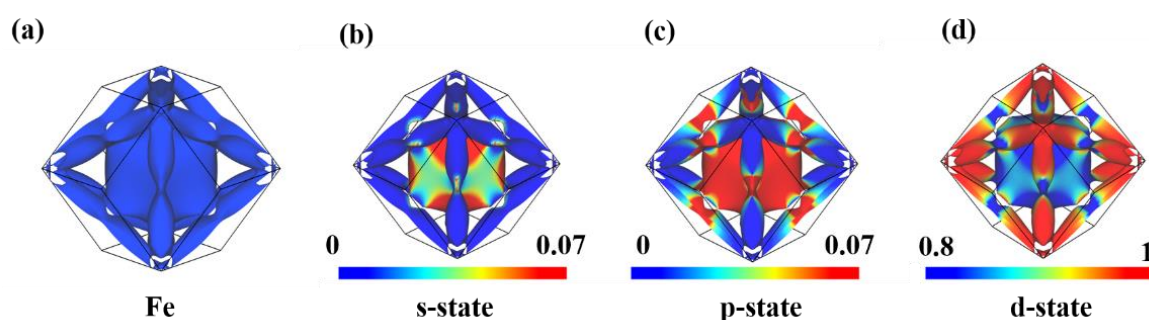 (a) (b) (c) (d)
0 0.07 0 0.07 0.8 1
Fe s-state p-state d-state